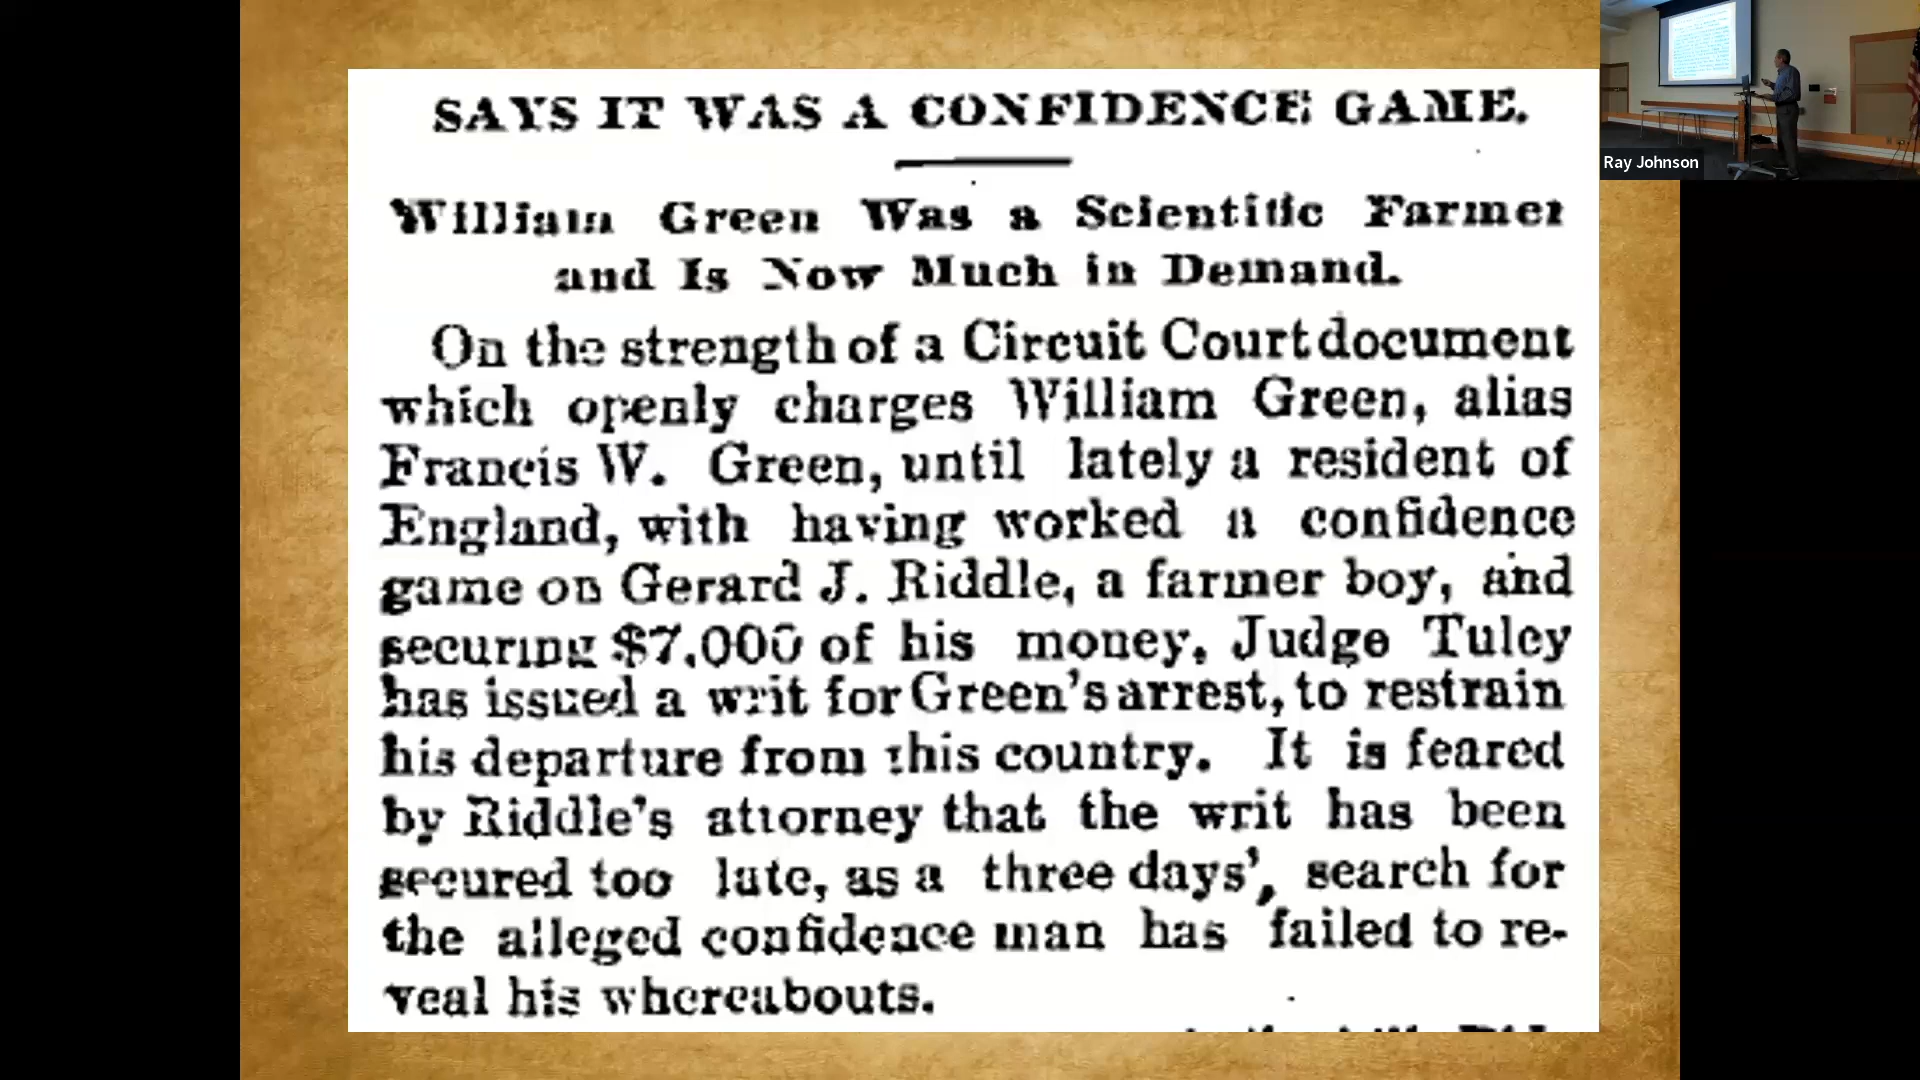 SAYS IT WAS A CONFIDENCE GAME.
William Green Was a Scientific Farmer
and Is Now Much in Demand.
On the strength of a Circuit Court document
which openly charges William Green, alias
Francis W. Green, until lately a resident of
England, with having worked a confidence
game on Gerard J. Riddle, a farmer boy, and
securing $7,000 of his money, Judge Tuley
has issued a writ for Green's arrest, to restrain
his departure from this country. It is feared
by Riddle's attorney that the writ has been
secured too late, as a three days', search for
the alleged confidence man has failed to re-
veal his whereabouts.
Ray Johnson